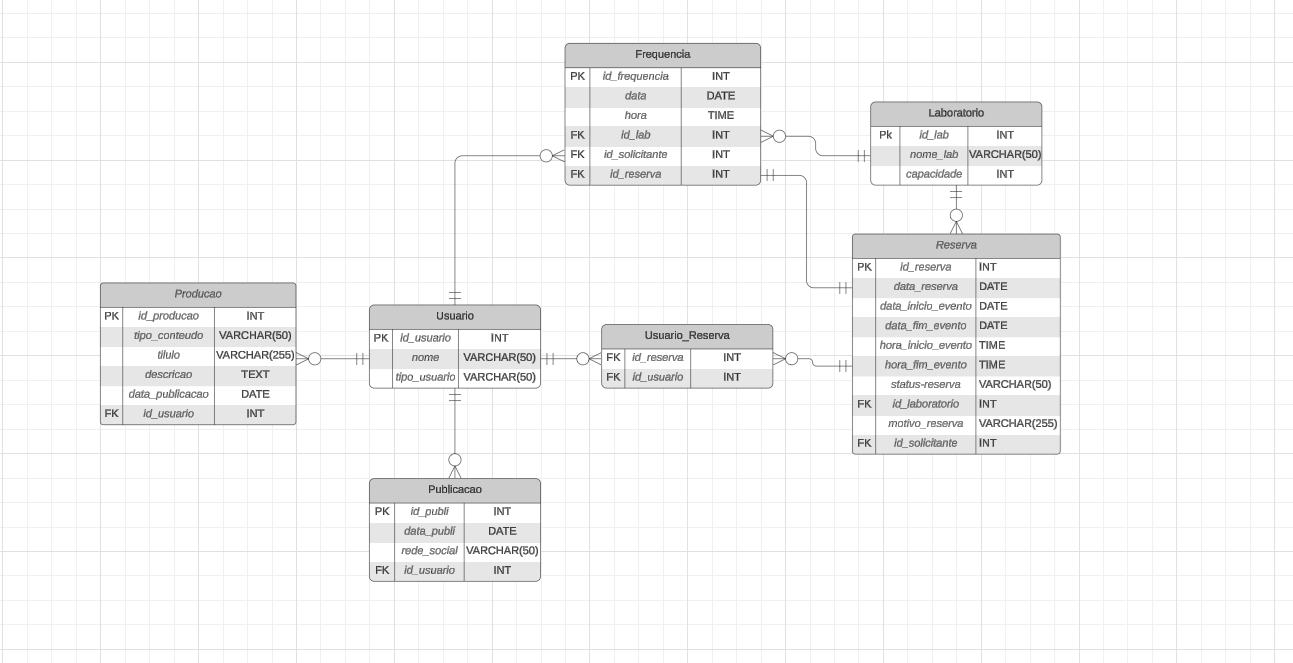 Frequencia
PK id_frequencia INT
data DATE
hora TIME
FK id_lab INT
FK id_solicitante INT
FK id_reserva INT
Laboratorio
Pk id_lab INT
nome_lab VARCHAR(50)
capacidade INT
Reserva
PK id_reserva INT
data_reserva DATE
data_inicio_evento DATE
data_fim_evento DATE
hora_inicio_evento TIME
hora_fim_evento TIME
status-reserva VARCHAR(50)
FK id_laboratorio INT
motivo_reserva VARCHAR(255)
FK id_solicitante INT
Producao
PK id_producao INT
tipo_conteudo VARCHAR(50)
titulo VARCHAR(255)
descricao TEXT
data_publicacao DATE
FK id_usuario INT
Usuario
PK id_usuario INT
nome VARCHAR(50)
tipo_usuario VARCHAR(50)
Usuario_Reserva
FK id_reserva INT
FK id_usuario INT
Publicacao
PK id_publi INT
data_publi DATE
rede_social VARCHAR(50)
FK id_usuario INT